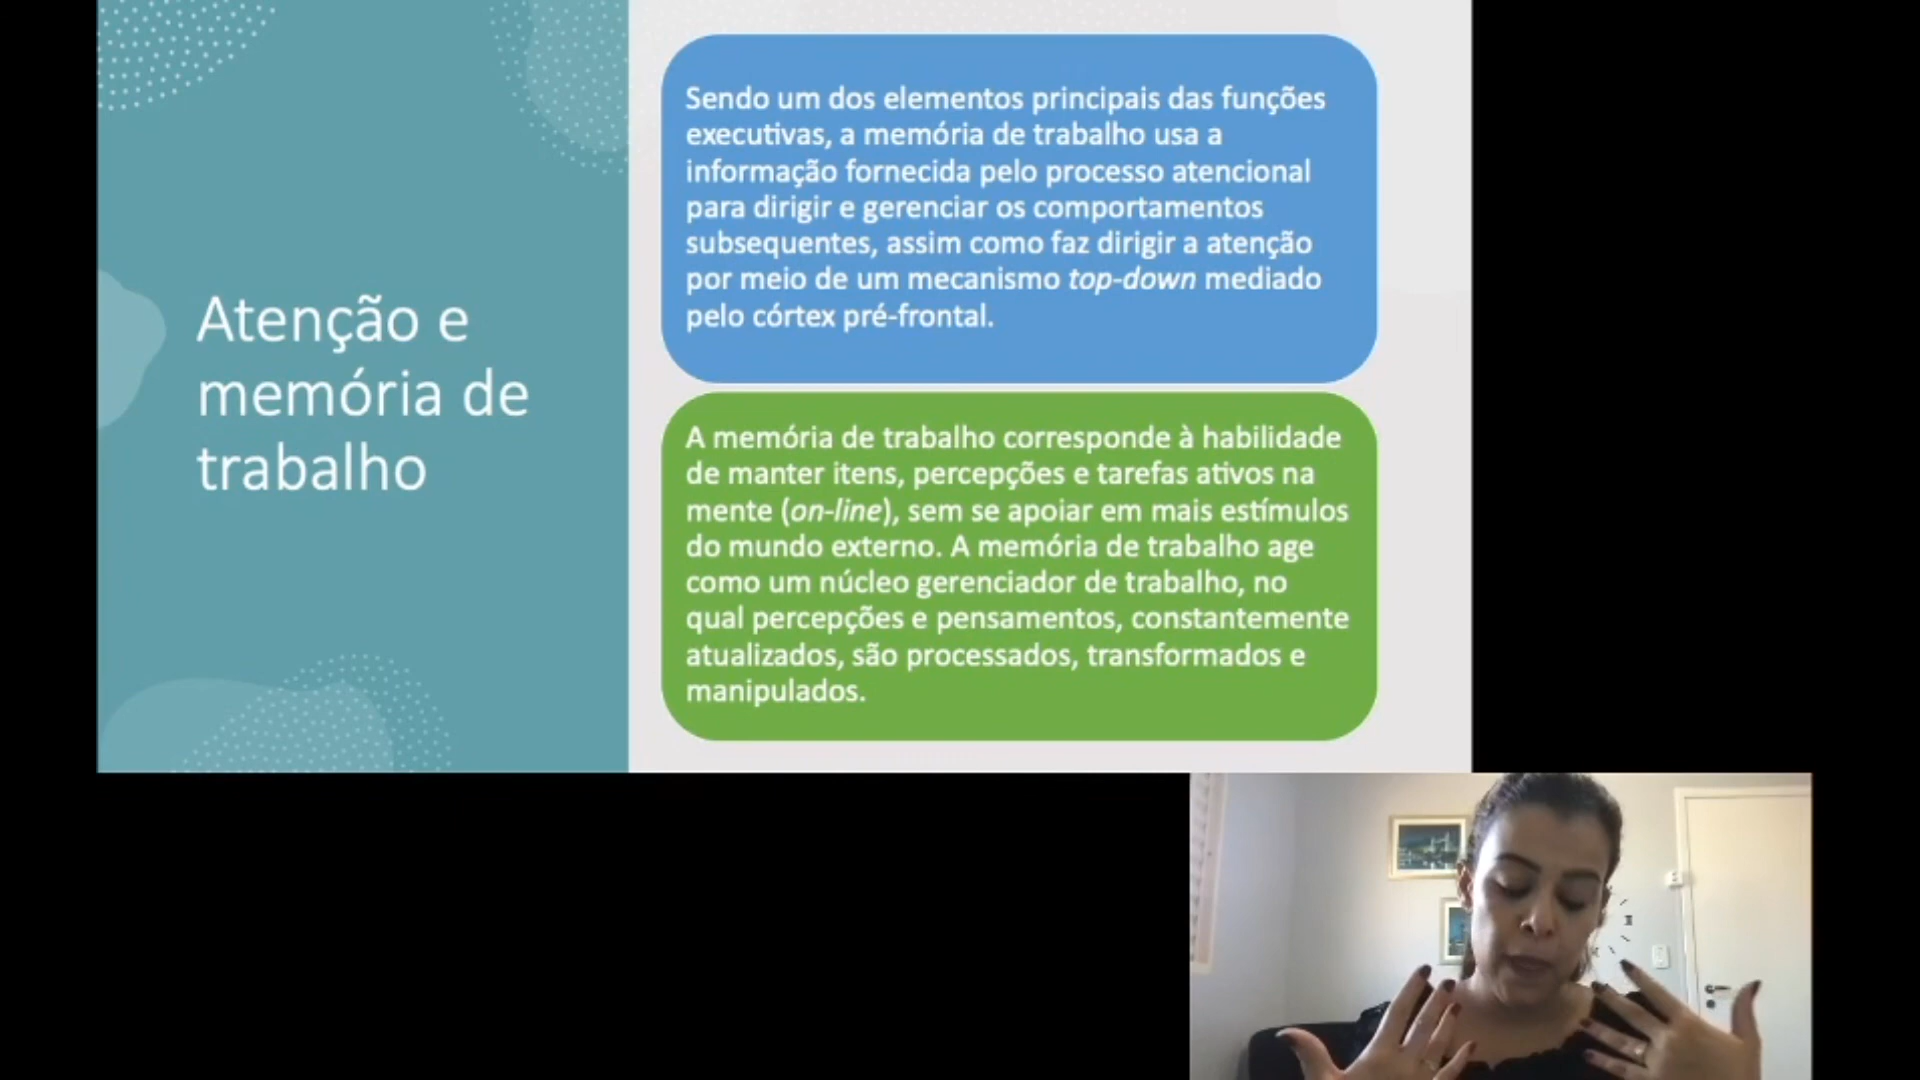 Atenção e
memória de
trabalho
Sendo um dos elementos principais das funções
executivas, a memória de trabalho usa a
informação fornecida pelo processo atencional
para dirigir e gerenciar os comportamentos
subsequentes, assim como faz dirigir a atenção
por meio de um mecanismo top-down mediado
pelo córtex pré-frontal.
A memória de trabalho corresponde à habilidade
de manter itens, percepções e tarefas ativos na
mente (on-line), sem se apoiar em mais estímulos
do mundo externo. A memória de trabalho age
como um núcleo gerenciador de trabalho, no
qual percepções e pensamentos, constantemente
atualizados, são processados, transformados e
manipulados.